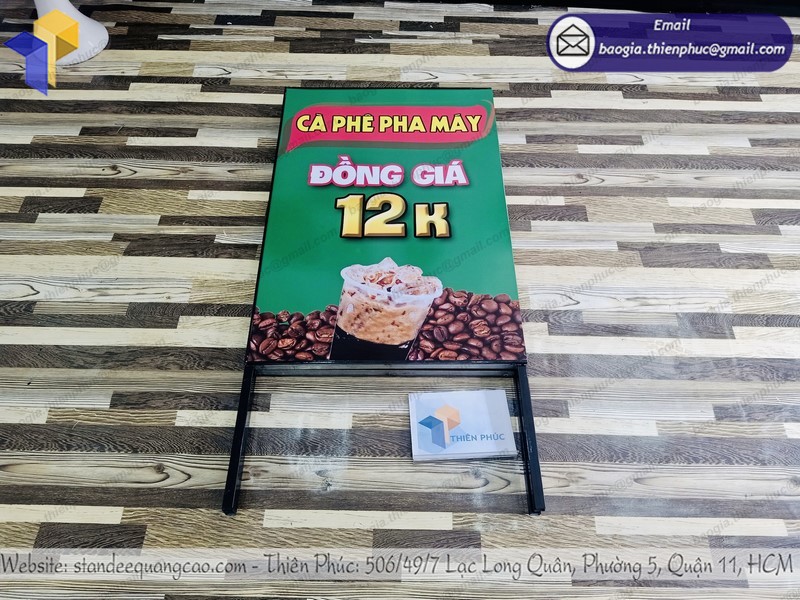 Email
baogia.thienphuc@gmail.com
CÀ PHÊ PHA MÁY
ĐỒNG GIÁ
12K
THIÊN PHÚC
Website: standeequangcao.com - Thiên Phúc: 506/49/7 Lạc Long Quân, Phường 5, Quận 11, HCM